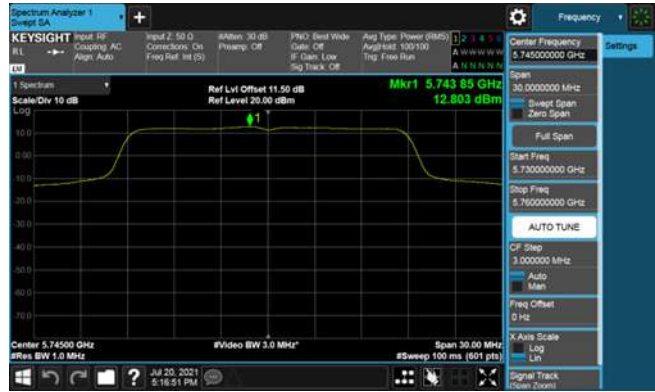 Spectrum Analyzer 1
Swept SA
+
Frequency
KEYSIGHT
RL
Input: RF
Coupling: AC
Align: Auto
Input Z: 50 Ω
Corrections: On
Freq Ref: Int (S)
#Atten: 30 dB
Preamp: Off
PNO: Best Wide
Gate: Off
IF Gain: Low
Sig Track: Off
Avg Type: Power (RMS)
Avg|Hold: 100/100
Trig: Free Run
1 2 3 4 5 6
A W W W W W
A N N N N N
Center Frequency
5.745000000 GHz
Settings
Span
30.0000000 MHz
Swept Span
Zero Span
Full Span
Start Freq
5.730000000 GHz
Stop Freq
5.760000000 GHz
AUTO TUNE
CF Step
3.000000 MHz
Auto
Man
Freq Offset
0 Hz
X Axis Scale
Log
Lin
Signal Track
(Span Zoom)
1 Spectrum
Scale/Div 10 dB
Log
Ref Lvl Offset 11.50 dB
Ref Level 20.00 dBm
Mkr1 5.743 85 GHz
12.803 dBm
1
10.0
0.00
-10.0
-20.0
-30.0
-40.0
-50.0
-60.0
-70.0
Center 5.74500 GHz
#Res BW 1.0 MHz
#Video BW 3.0 MHz*
Span 30.00 MHz
#Sweep 100 ms (601 pts)
?
Jul 20, 2021
5:16:51 PM